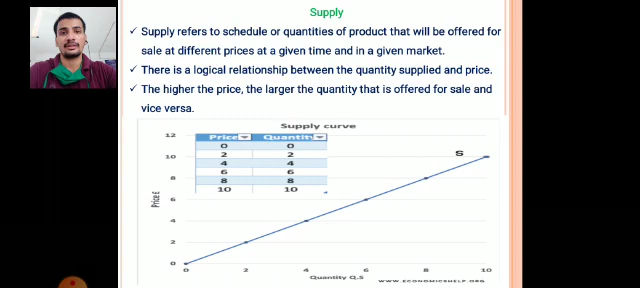 Supply
✓ Supply refers to schedule or quantities of product that will be offered for
sale at different prices at a given time and in a given market.
✓ There is a logical relationship between the quantity supplied and price.
✓ The higher the price, the larger the quantity that is offered for sale and
vice versa.
Supply curve
Price Quantity
0 0
2 2
4 4
6 6
8 8
10 10
S
12
10
8
6
4
2
0
Price £
0 2 4 6 8 10
Quantity Q.S
WWW.ECONOMICSHELP.ORG